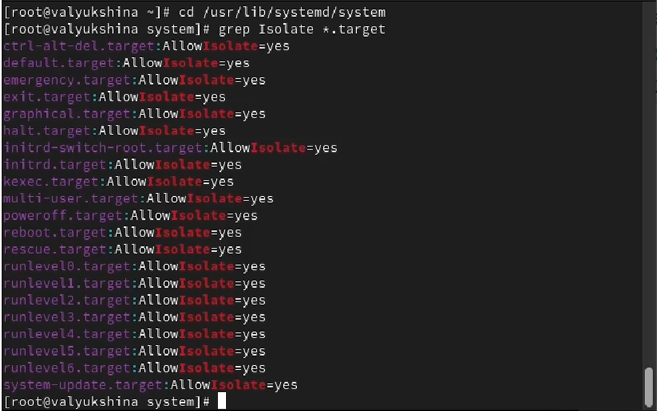 [root@valyukshina ~]# cd /usr/lib/systemd/system
[root@valyukshina system]# grep Isolate *.target
ctrl-alt-del.target:AllowIsolate=yes
default.target:AllowIsolate=yes
emergency.target:AllowIsolate=yes
exit.target:AllowIsolate=yes
graphical.target:AllowIsolate=yes
halt.target:AllowIsolate=yes
initrd-switch-root.target:AllowIsolate=yes
initrd.target:AllowIsolate=yes
kexec.target:AllowIsolate=yes
multi-user.target:AllowIsolate=yes
poweroff.target:AllowIsolate=yes
reboot.target:AllowIsolate=yes
rescue.target:AllowIsolate=yes
runlevel0.target:AllowIsolate=yes
runlevel1.target:AllowIsolate=yes
runlevel2.target:AllowIsolate=yes
runlevel3.target:AllowIsolate=yes
runlevel4.target:AllowIsolate=yes
runlevel5.target:AllowIsolate=yes
runlevel6.target:AllowIsolate=yes
system-update.target:AllowIsolate=yes
[root@valyukshina system]#